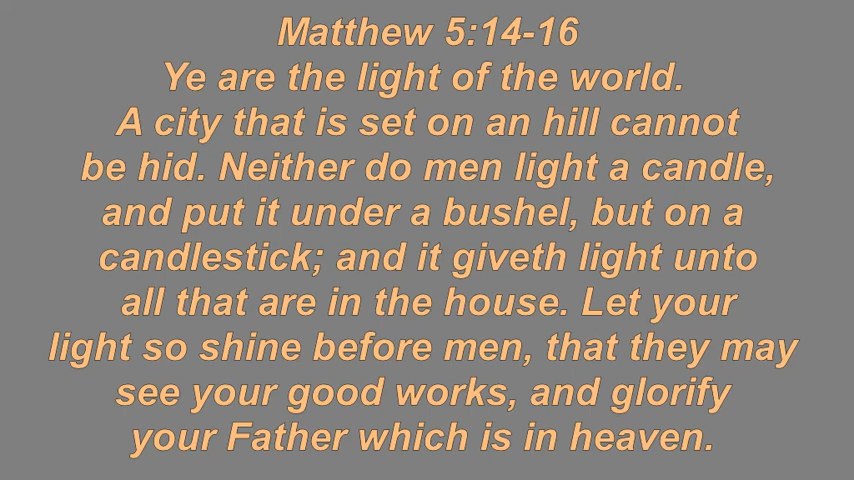 Matthew 5:14-16
Ye are the light of the world.
A city that is set on an hill cannot
be hid. Neither do men light a candle,
and put it under a bushel, but on a
candlestick; and it giveth light unto
all that are in the house. Let your
light so shine before men, that they may
see your good works, and glorify
your Father which is in heaven.